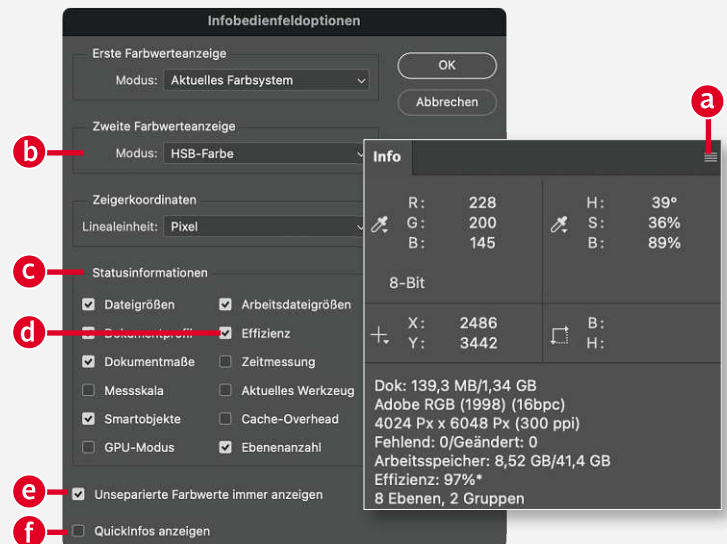 Infobedienfeldoptionen
Erste Farbwerteanzeige
Modus: Aktuelles Farbsystem
OK
Abbrechen
a
Zweite Farbwerteanzeige
b
Modus: HSB-Farbe
Zeigerkoordinaten
Linealeinheit: Pixel
c
Statusinformationen
Dateigrößen
Arbeitsdateigrößen
d
Dokumentprofil
Effizienz
Dokumentmaße
Zeitmessung
Messskala
Aktuelles Werkzeug
Smartobjekte
Cache-Overhead
GPU-Modus
Ebenenanzahl
e
Unseparierte Farbwerte immer anzeigen
f
QuickInfos anzeigen
Info
R: 228
G: 200
B: 145
8-Bit
H: 39°
S: 36%
B: 89%
X: 2486
Y: 3442
B:
H:
Dok: 139,3 MB/1,34 GB
Adobe RGB (1998) (16bpc)
4024 Px x 6048 Px (300 ppi)
Fehlend: 0/Geändert: 0
Arbeitsspeicher: 8,52 GB/41,4 GB
Effizienz: 97%*
8 Ebenen, 2 Gruppen